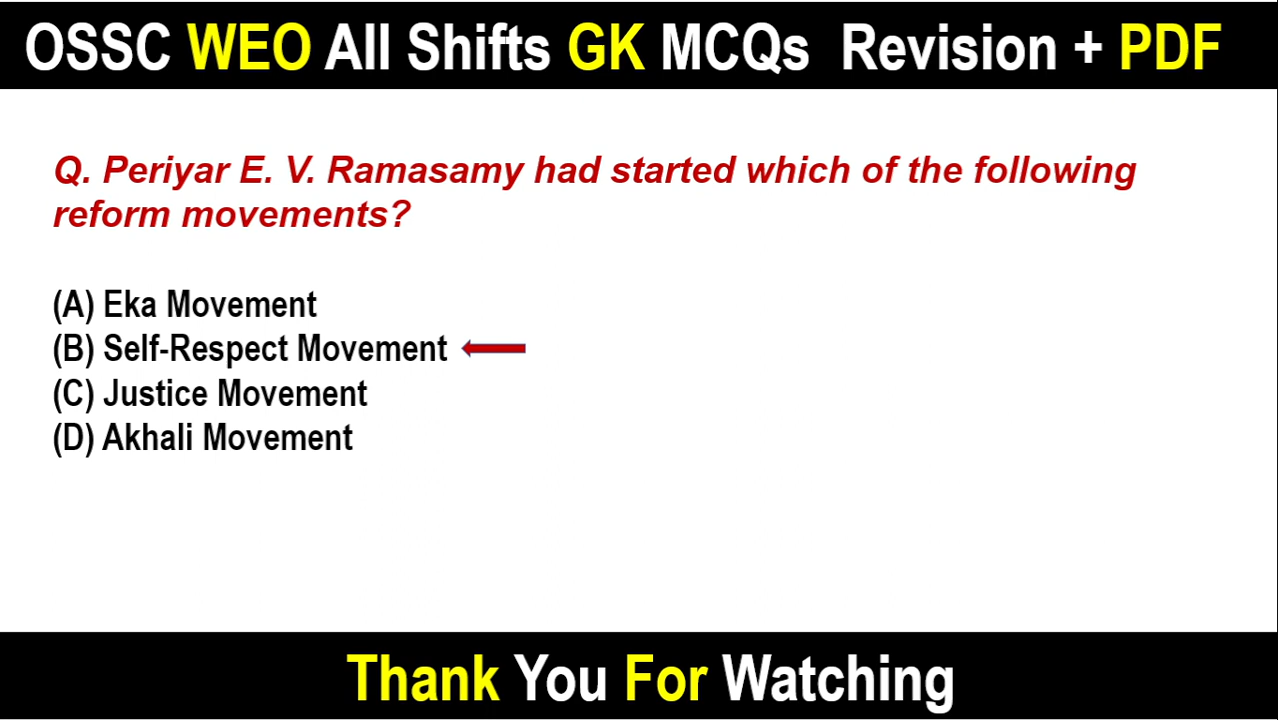 OSSC WEO All Shifts GK MCQs Revision + PDF
Q. Periyar E. V. Ramasamy had started which of the following
reform movements?
(A) Eka Movement
(B) Self-Respect Movement
(C) Justice Movement
(D) Akhali Movement
Thank You For Watching